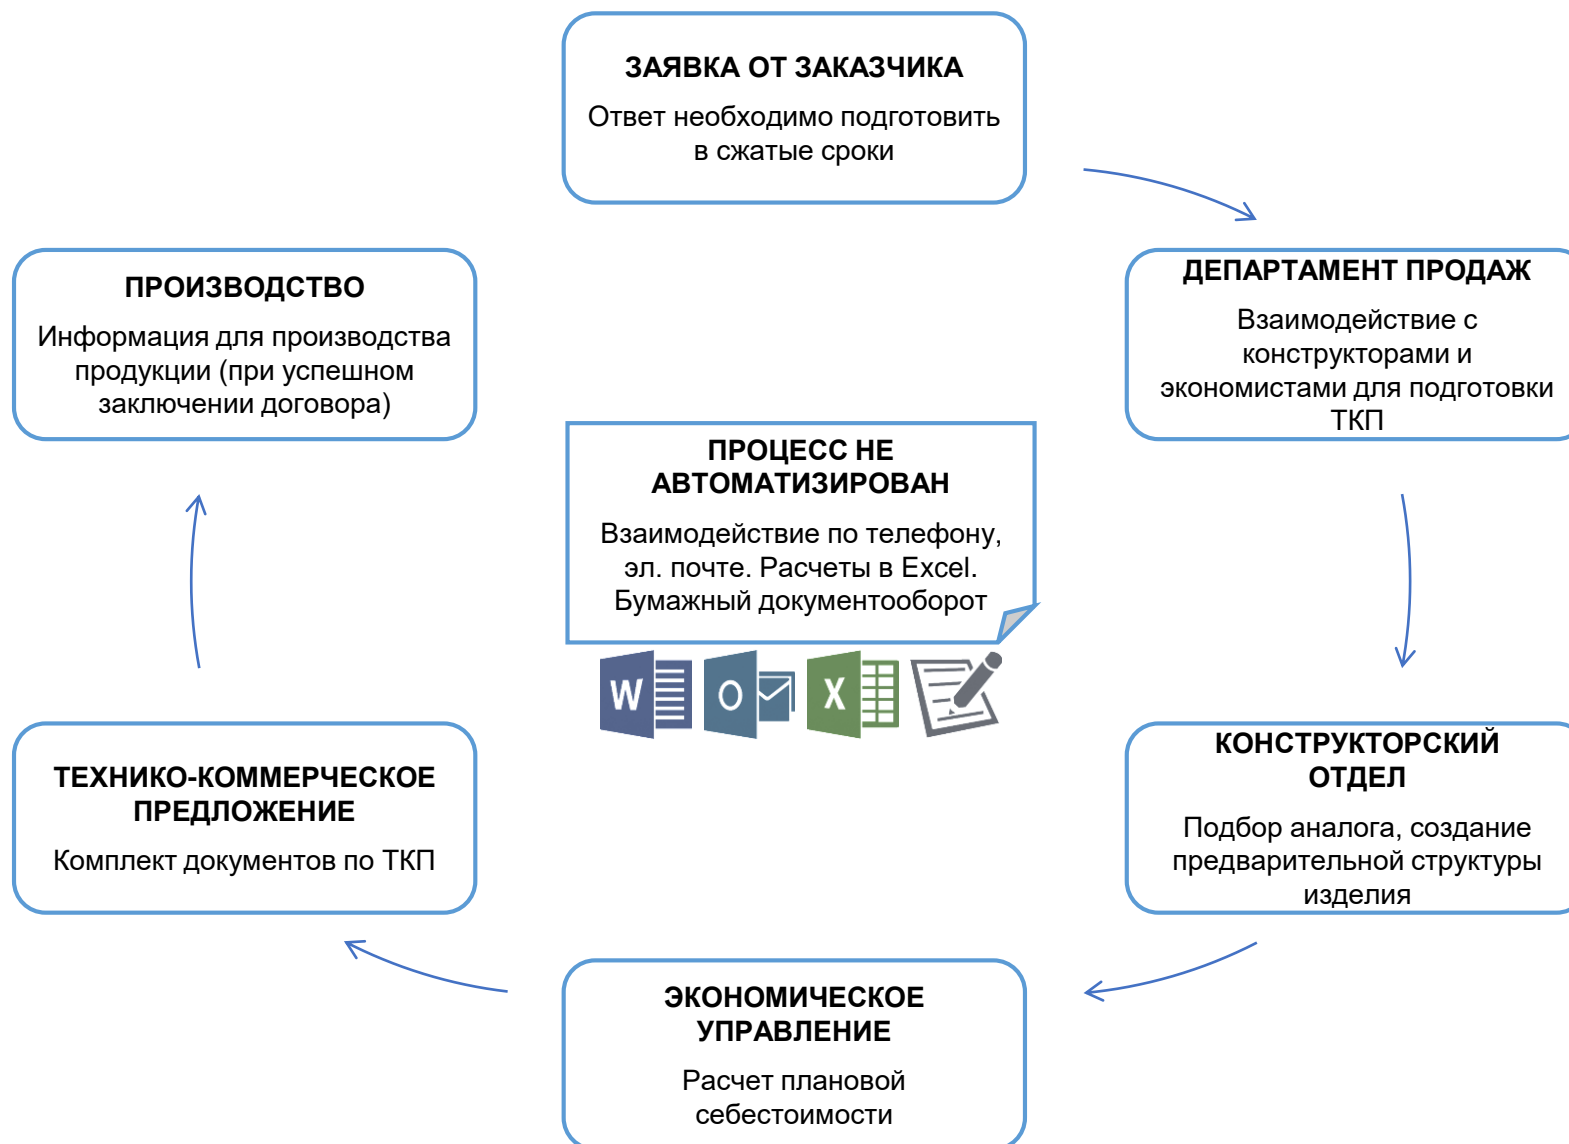 ЗАЯВКА ОТ ЗАКАЗЧИКА
Ответ необходимо подготовить
в сжатые сроки
ДЕПАРТАМЕНТ ПРОДАЖ
Взаимодействие с
конструкторами и
экономистами для подготовки
ТКП
КОНСТРУКТОРСКИЙ
ОТДЕЛ
Подбор аналога, создание
предварительной структуры
изделия
ЭКОНОМИЧЕСКОЕ
УПРАВЛЕНИЕ
Расчет плановой
себестоимости
ТЕХНИКО-КОММЕРЧЕСКОЕ
ПРЕДЛОЖЕНИЕ
Комплект документов по ТКП
ПРОИЗВОДСТВО
Информация для производства
продукции (при успешном
заключении договора)
ПРОЦЕСС НЕ
АВТОМАТИЗИРОВАН
Взаимодействие по телефону,
эл. почте. Расчеты в Excel.
Бумажный документооборот
W
O
X